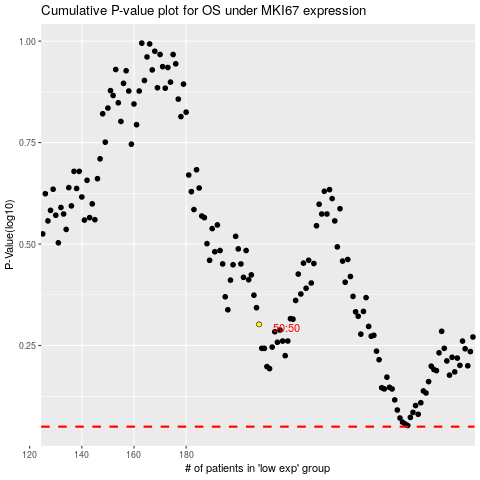 Cumulative P-value plot for OS under MKI67 expression
P-Value(log10)
1.00
0.75
0.50
0.25
50:50
120 140 160 180
# of patients in 'low exp' group